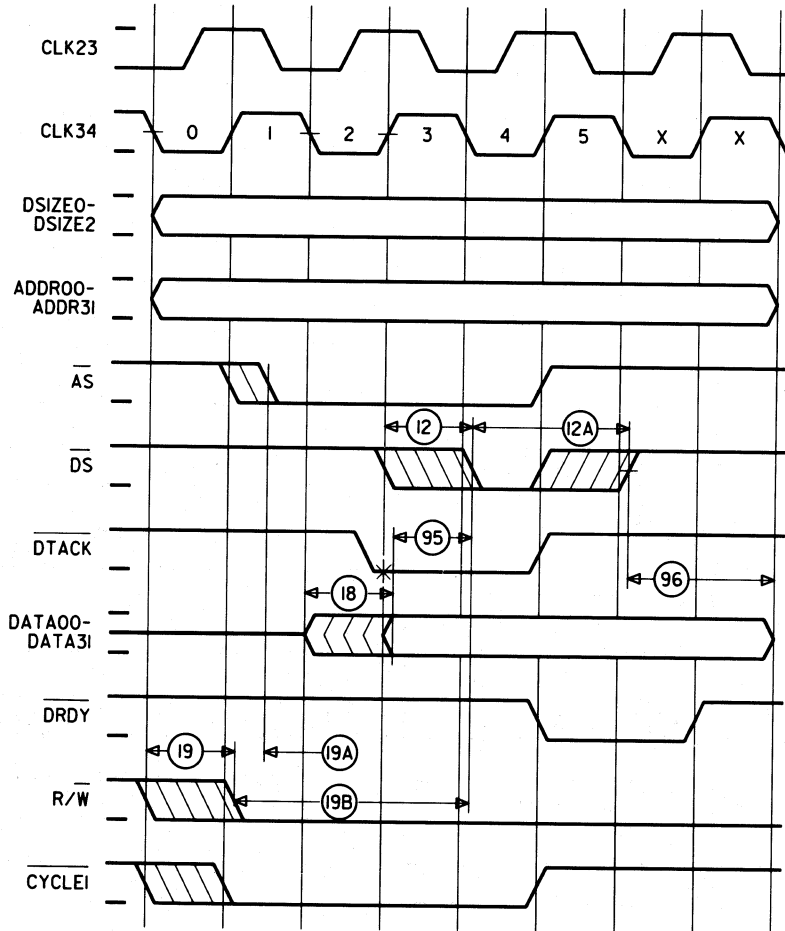 CLK23
CLK34
0 1 2 3 4 5 X X
DSIZE0-
DSIZE2
ADDR00-
ADDR31
AS
12
12A
DS
DTACK
95
96
18
DATA00-
DATA31
DRDY
19
19A
R/W
19B
CYCLE1